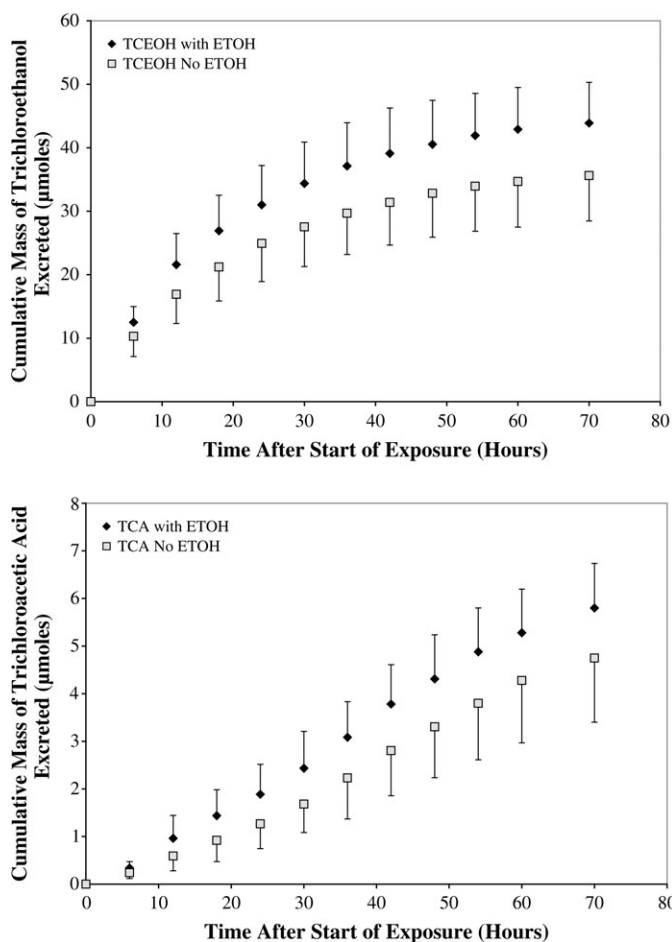 60
50
40
30
20
10
0
Cumulative Mass of Trichloroethanol
Excreted (µmoles)
TCEOH with ETOH
TCEOH No ETOH
0 10 20 30 40 50 60 70 80
Time After Start of Exposure (Hours)
8
7
6
5
4
3
2
1
0
Cumulative Mass of Trichloroacetic Acid
Excreted (µmoles)
TCA with ETOH
TCA No ETOH
0 10 20 30 40 50 60 70 80
Time After Start of Exposure (Hours)